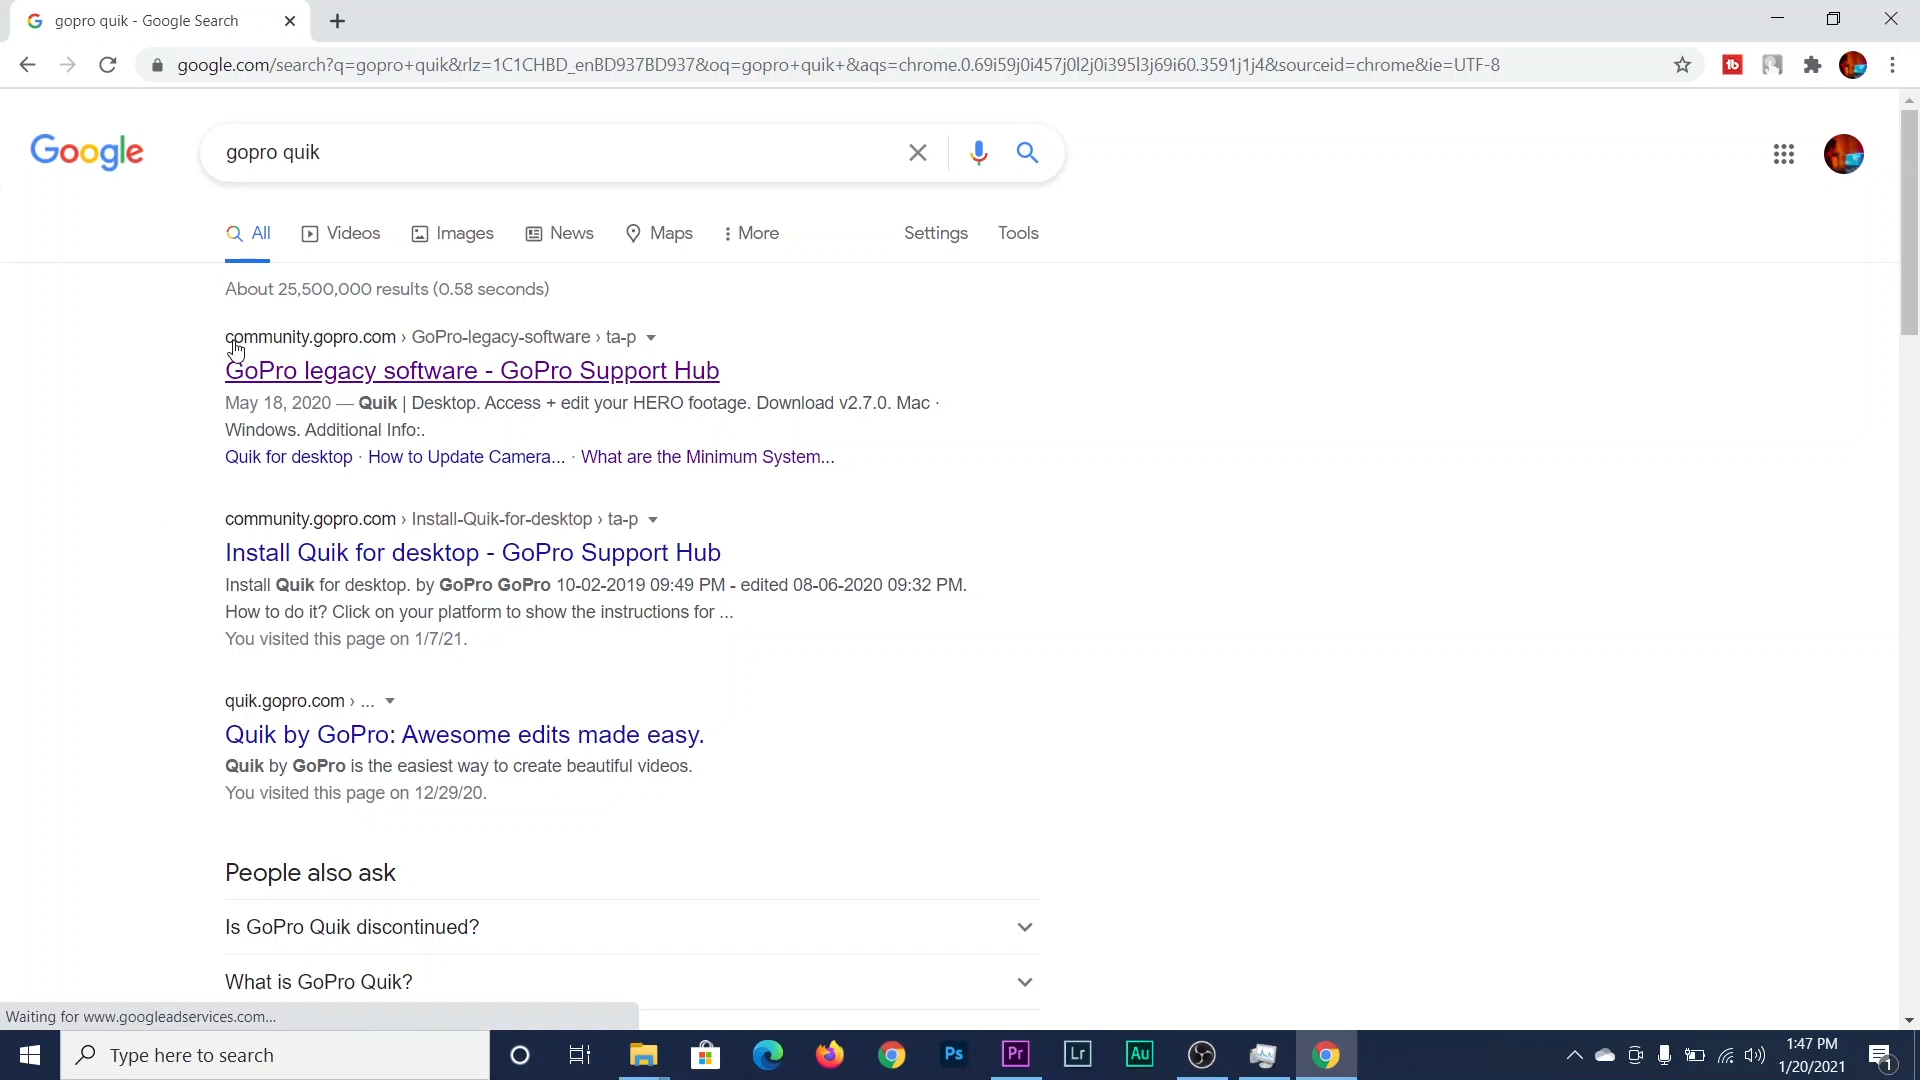 gopro quik - Google Search
google.com/search?q=gopro+quik&rlz=1C1CHBD_enBD937BD937&oq=gopro+quik+&aqs=chrome.0.69i59j0i457j0l2j0i395l3j69i60.3591j1j4&sourceid=chrome&ie=UTF-8
Google
gopro quik
All Videos Images News Maps More Settings Tools
About 25,500,000 results (0.58 seconds)
community.gopro.com › GoPro-legacy-software › ta-p
GoPro legacy software - GoPro Support Hub
May 18, 2020 — Quik | Desktop. Access + edit your HERO footage. Download v2.7.0. Mac ·
Windows. Additional Info:.
Quik for desktop · How to Update Camera... · What are the Minimum System...
community.gopro.com › Install-Quik-for-desktop › ta-p
Install Quik for desktop - GoPro Support Hub
Install Quik for desktop. by GoPro GoPro 10-02-2019 09:49 PM - edited 08-06-2020 09:32 PM.
How to do it? Click on your platform to show the instructions for ...
You visited this page on 1/7/21.
quik.gopro.com › ...
Quik by GoPro: Awesome edits made easy.
Quik by GoPro is the easiest way to create beautiful videos.
You visited this page on 12/29/20.
People also ask
Is GoPro Quik discontinued?
What is GoPro Quik?
Waiting for www.googleadservices.com...
Type here to search
Ps
Pr
Lr
Au
1:47 PM
1/20/2021
1